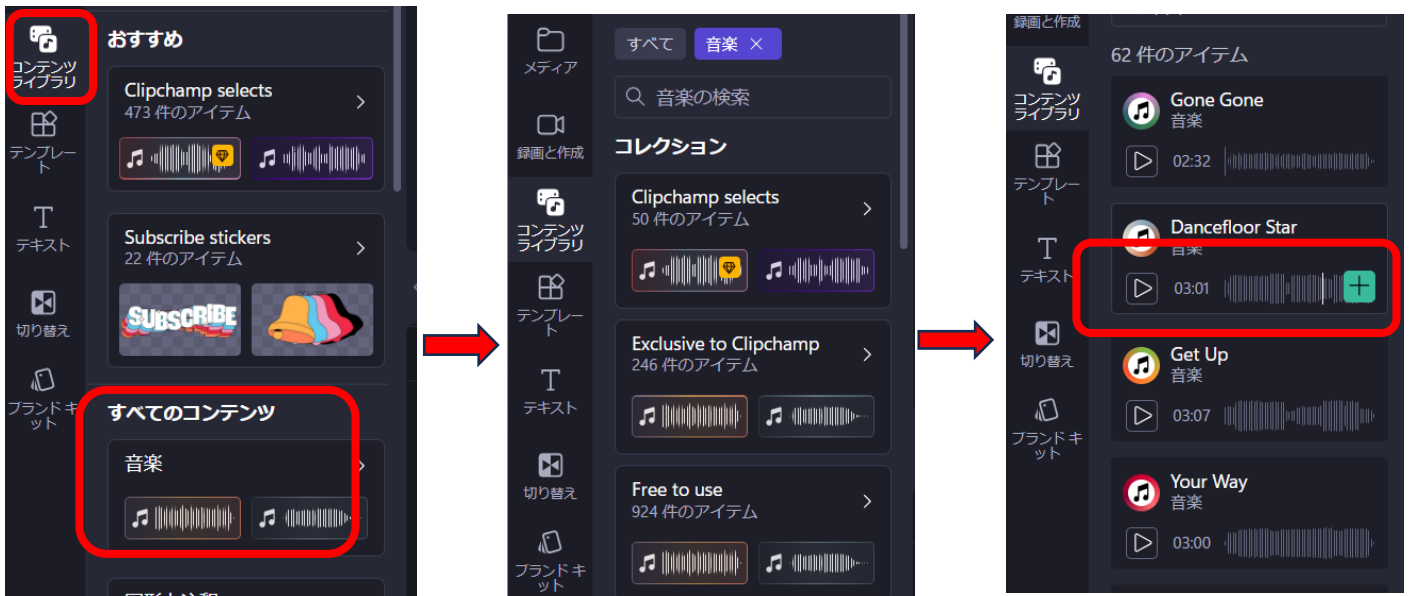 コンテンツ
ライブラリ
テンプレー
ト
テキスト
切り替え
ブランド キ
ット
おすすめ
Clipchamp selects
473 件のアイテム
Subscribe stickers
22 件のアイテム
SUBSCRIBE
すべてのコンテンツ
音楽
メディア
録画と作成
コンテンツ
ライブラリ
テンプレー
ト
テキスト
切り替え
ブランド キ
ット
すべて
音楽
音楽の検索
コレクション
Clipchamp selects
50 件のアイテム
Exclusive to Clipchamp
246 件のアイテム
Free to use
924 件のアイテム
録画と作成
コンテンツ
ライブラリ
テンプレー
ト
テキスト
切り替え
ブランド キ
ット
62 件のアイテム
Gone Gone
音楽
02:32
Dancefloor Star
音楽
03:01
Get Up
音楽
03:07
Your Way
音楽
03:00